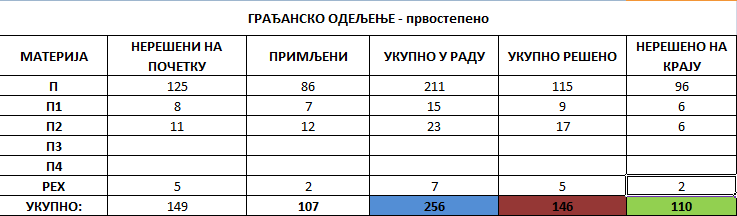 ГРАЂАНСКО ОДЕЉЕЊЕ - првостепено
МАТЕРИЈА НЕРЕШЕНИ НА ПОЧЕТКУ ПРИМЉЕНИ УКУПНО У РАДУ УКУПНО РЕШЕНО НЕРЕШЕНО НА КРАЈУ
П 125 86 211 115 96
П1 8 7 15 9 6
П2 11 12 23 17 6
П3
П4
РЕХ 5 2 7 5 2
УКУПНО: 149 107 256 146 110